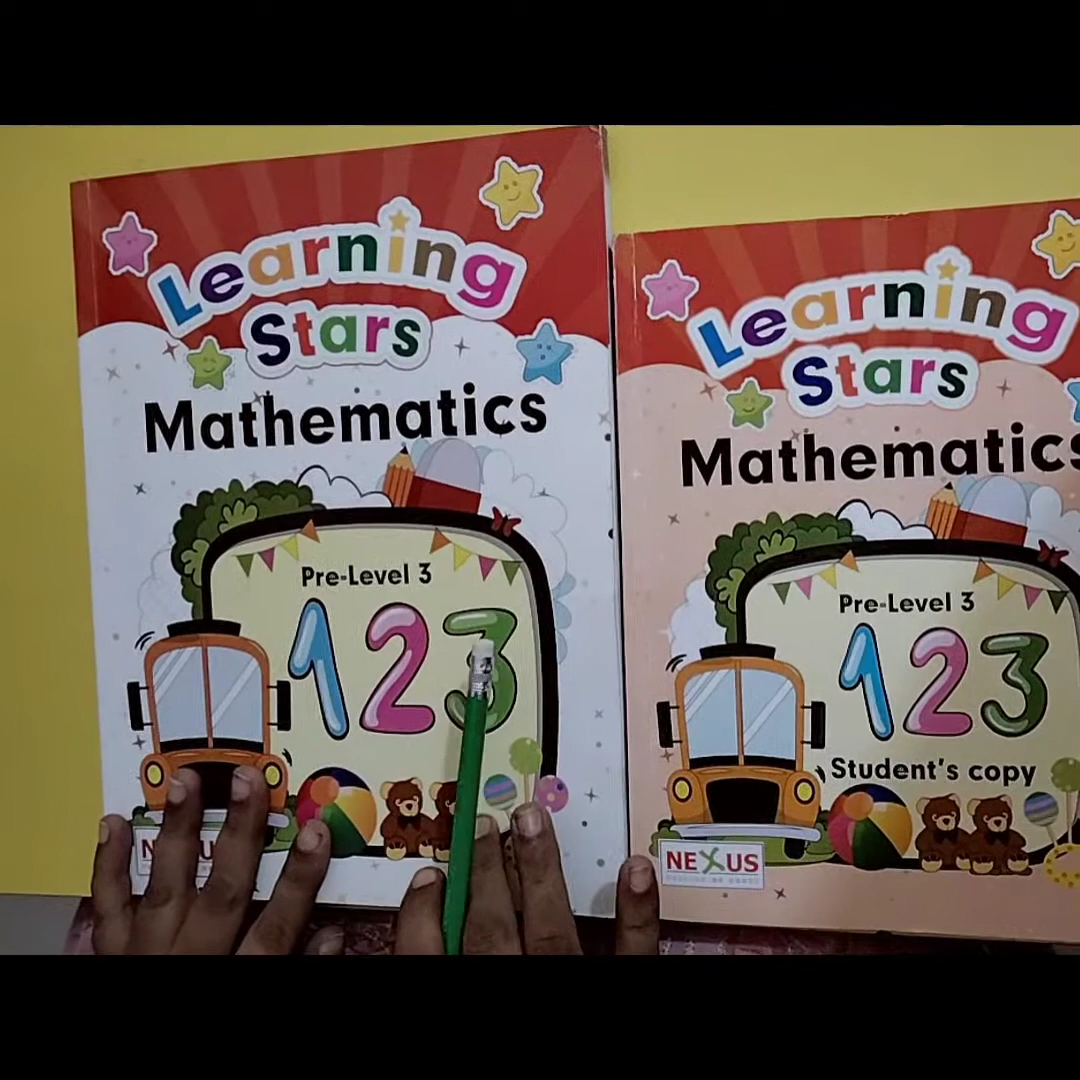 Learning
Stars
Mathematics
Pre-Level 3
123
Learning
Stars
Mathematics
Pre-Level 3
123
Student's copy
NEXUS